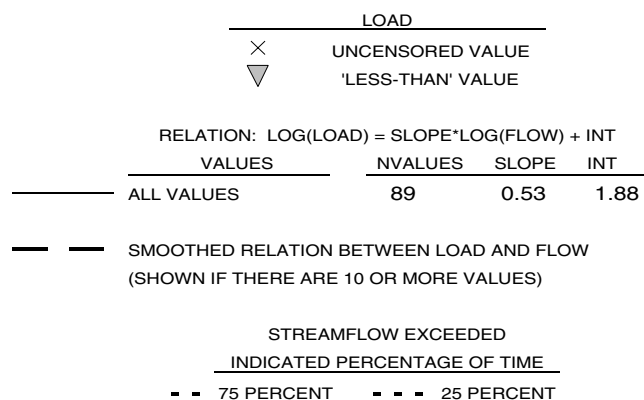 LOAD
UNCENSORED VALUE
'LESS-THAN' VALUE
RELATION: LOG(LOAD) = SLOPE*LOG(FLOW) + INT
VALUES NVALUES SLOPE INT
ALL VALUES 89 0.53 1.88
SMOOTHED RELATION BETWEEN LOAD AND FLOW
(SHOWN IF THERE ARE 10 OR MORE VALUES)
STREAMFLOW EXCEEDED
INDICATED PERCENTAGE OF TIME
75 PERCENT 25 PERCENT